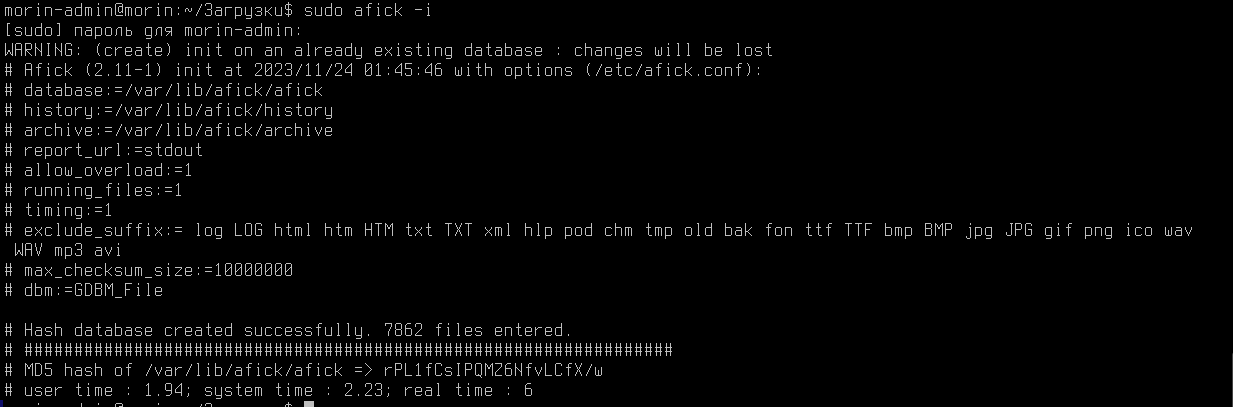 morin-admin@morin:~/Загрузки$ sudo afick -i
[sudo] пароль для morin-admin:
WARNING: (create) init on an already existing database : changes will be lost
# Afick (2.11-1) init at 2023/11/24 01:45:46 with options (/etc/afick.conf):
# database:=/var/lib/afick/afick
# history:=/var/lib/afick/history
# archive:=/var/lib/afick/archive
# report_url:=stdout
# allow_overload:=1
# running_files:=1
# timing:=1
# exclude_suffix:= log LOG html htm HTM txt TXT xml hlp pod chm tmp old bak fon ttf TTF bmp BMP jpg JPG gif png ico wav
WAV mp3 avi
# max_checksum_size:=10000000
# dbm:=GDBM_File
# Hash database created successfully. 7862 files entered.
# #################################################################
# MD5 hash of /var/lib/afick/afick => rPL1fCsIPQMZ6NfvLCfX/w
# user time : 1.94; system time : 2.23; real time : 6
morin-admin@morin:~/Загрузки$